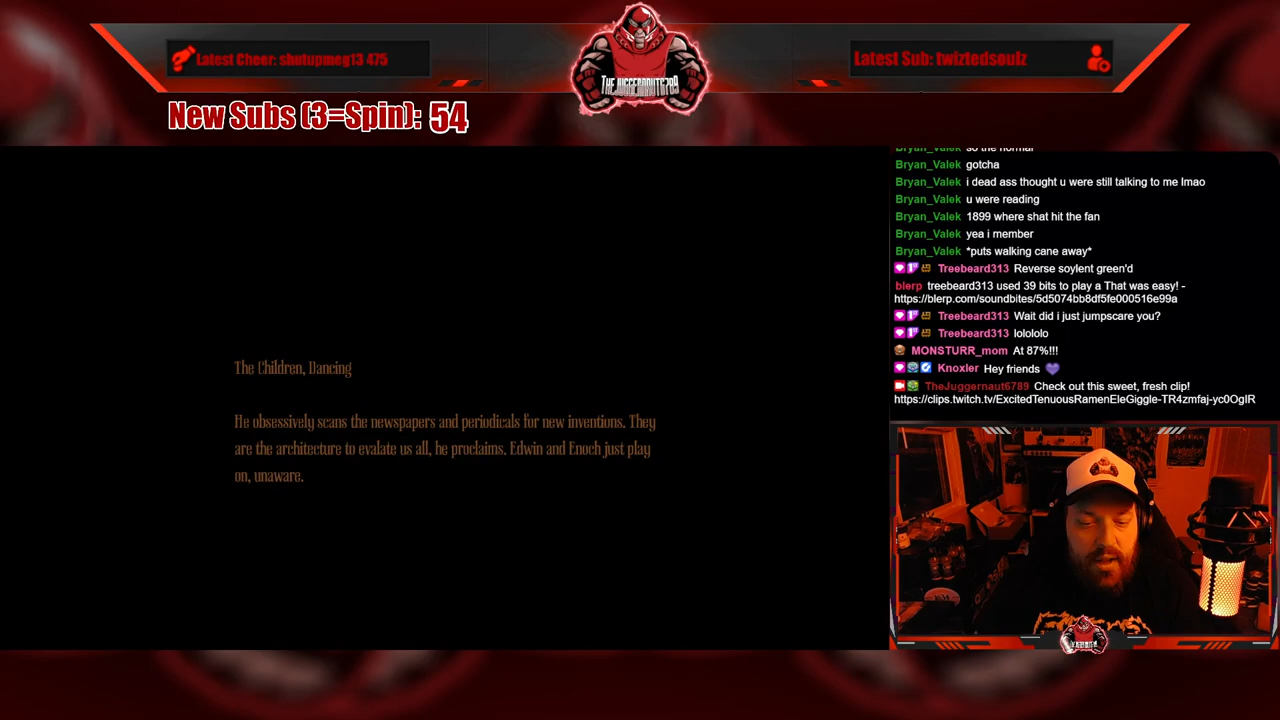 Latest Cheer: shutupmeg13 475
THEJUGGERNAUT6789
Latest Sub: twiztedsoulz
New Subs (3=Spin): 54
Bryan_Valek so the normal
Bryan_Valek gotcha
Bryan_Valek i dead ass thought u were still talking to me lmao
Bryan_Valek u were reading
Bryan_Valek 1899 where shat hit the fan
Bryan_Valek yea i member
Bryan_Valek *puts walking cane away*
Treebeard313 Reverse soylent green'd
blerp treebeard313 used 39 bits to play a That was easy! -
https://blerp.com/soundbites/5d5074bb8df5fe000516e99a
Treebeard313 Wait did i just jumpscare you?
Treebeard313 lolololo
MONSTURR_mom At 87%!!!
Knoxler Hey friends
TheJuggernaut6789 Check out this sweet, fresh clip!
https://clips.twitch.tv/ExcitedTenuousRamenEleGiggle-TR4zmfaj-yc0OgIR
The Children, Dancing
He obsessively scans the newspapers and periodicals for new inventions. They
are the architecture to evalate us all, he proclaims. Edwin and Enoch just play
on, unaware.